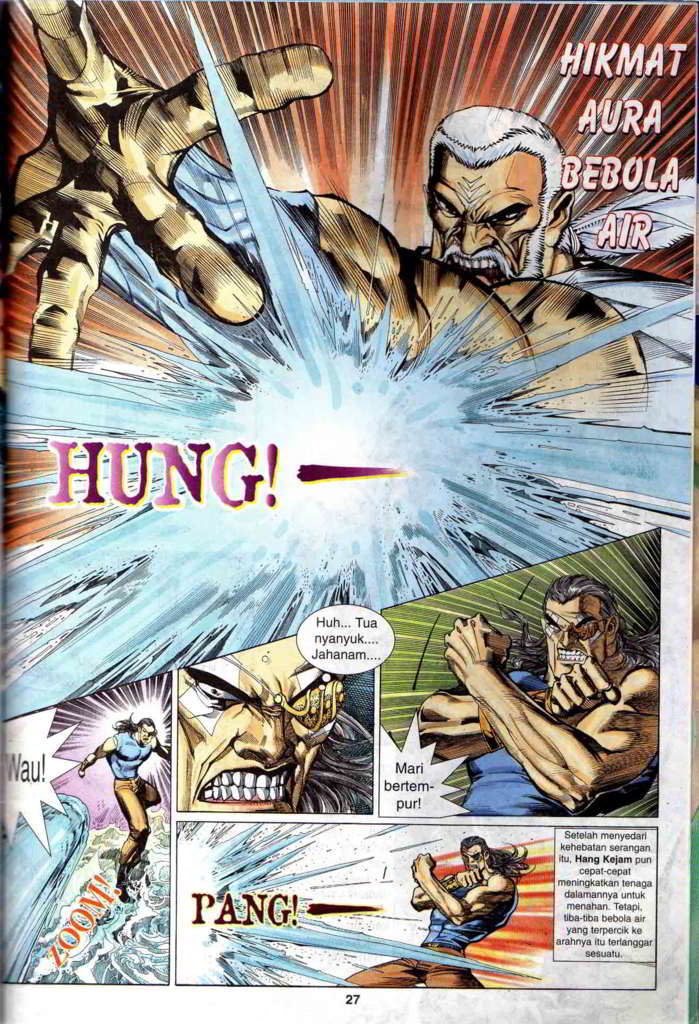 HIKMAT
AURA
BEBOLA
AIR
HUNG!
Huh... Tua
nyanyuk....
Jahanam....
Wau!
ZOOM!
Mari
bertem-
pur!
PANG!
Setelah menyedari
kehebatan serangan
itu, Hang Kejam pun
cepat-cepat
meningkatkan tenaga
dalamannya untuk
menahan. Tetapi,
tiba-tiba bebola air
yang terpercik ke
arahnya itu terlanggar
sesuatu.
27